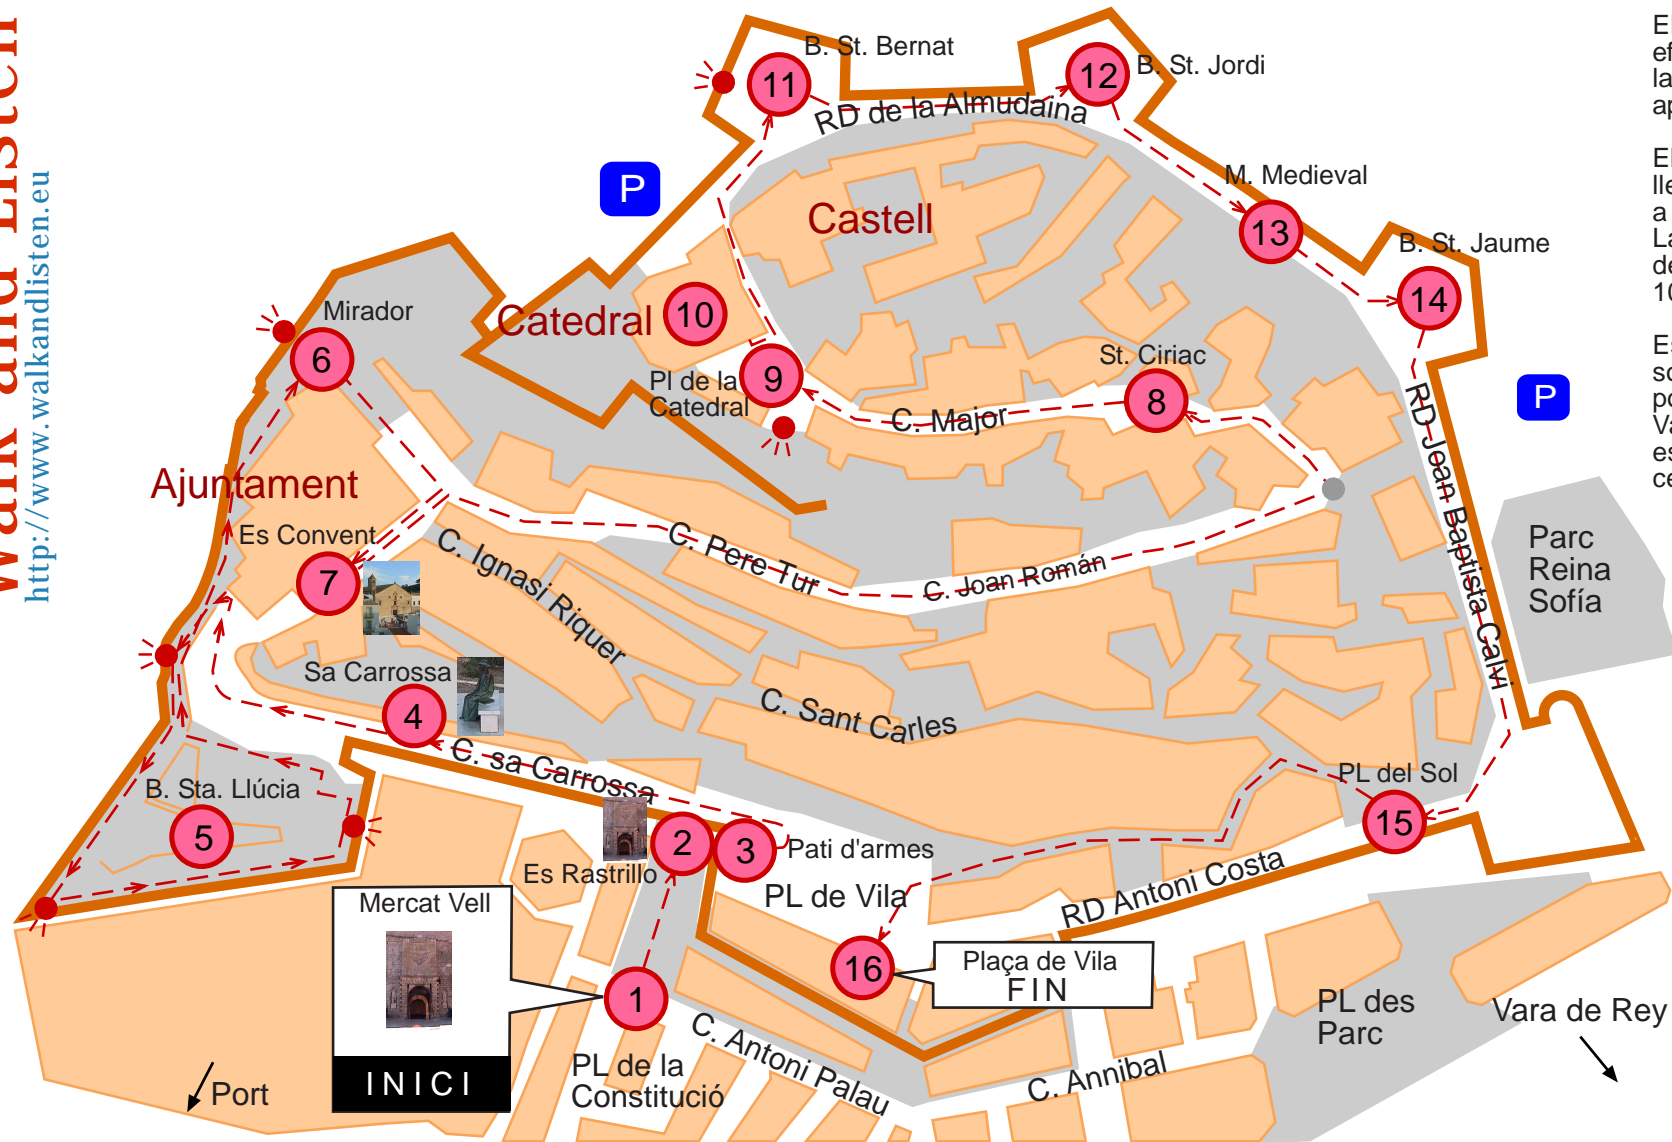 Walk and Listen
http://www.walkandlisten.eu
11
B. St. Bernat
12
B. St. Jordi
RD de la Almudaina
P
M. Medieval
13
Castell
B. St. Jaume
14
Mirador
6
Catedral
10
Pl de la
Catedral
9
St. Ciriac
8
C. Major
P
RD Joan Baptista Calvi
Ajuntament
Es Convent
7
C. Ignasi Riquer
C. Pere Tur
C. Joan Román
Parc
Reina
Sofía
Sa Carrossa
4
C. Sant Carles
C. sa Carrossa
B. Sta. Llúcia
5
PL del Sol
15
2
3
Pati d'armes
Es Rastrillo
PL de Vila
RD Antoni Costa
Mercat Vell
INICI
1
16
Plaça de Vila
FIN
PL de la
Constitució
C. Antoni Palau
C. Annibal
PL des
Parc
Vara de Rey
Port